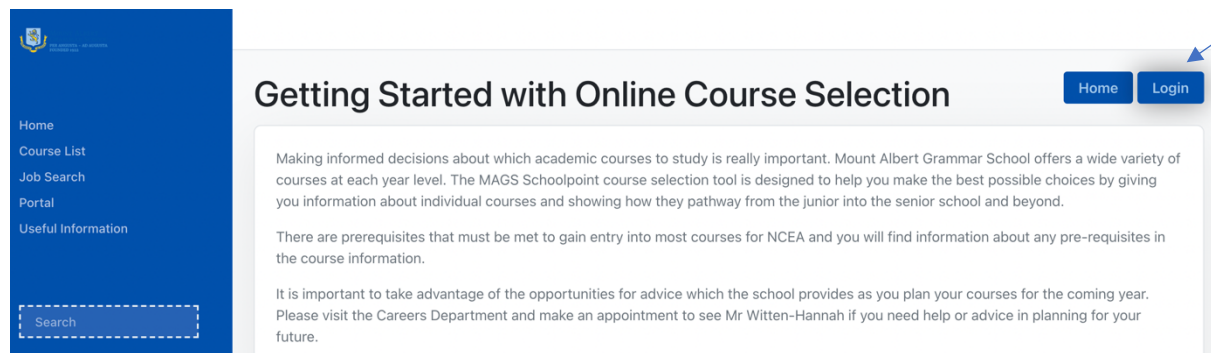 PER ANGUSTA - AD AUGUSTA
Getting Started with Online Course Selection
Home
Login
Home
Course List
Job Search
Portal
Useful Information
Search
Making informed decisions about which academic courses to study is really important. Mount Albert Grammar School offers a wide variety of
courses at each year level. The MAGS Schoolpoint course selection tool is designed to help you make the best possible choices by giving
you information about individual courses and showing how they pathway from the junior into the senior school and beyond.
There are prerequisites that must be met to gain entry into most courses for NCEA and you will find information about any pre-requisites in
the course information.
It is important to take advantage of the opportunities for advice which the school provides as you plan your courses for the coming year.
Please visit the Careers Department and make an appointment to see Mr Witten-Hannah if you need help or advice in planning for your
future.